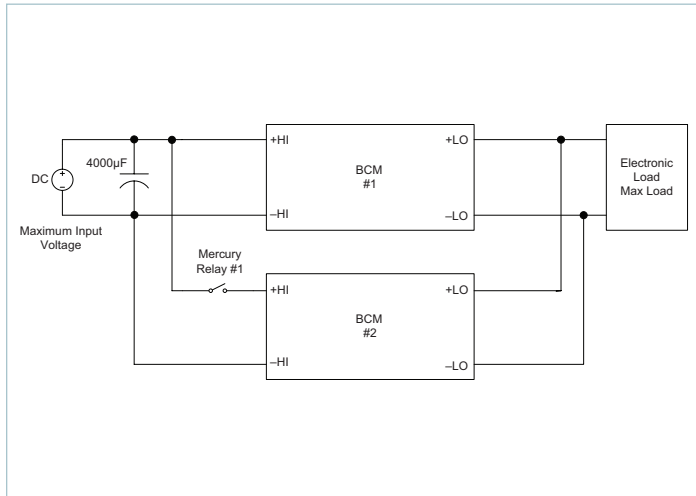 +HI
+LO
4000µF
BCM
#1
Electronic
Load
Max Load
DC
+
–
–HI
–LO
Maximum Input
Voltage
Mercury
Relay #1
+HI
+LO
BCM
#2
–HI
–LO